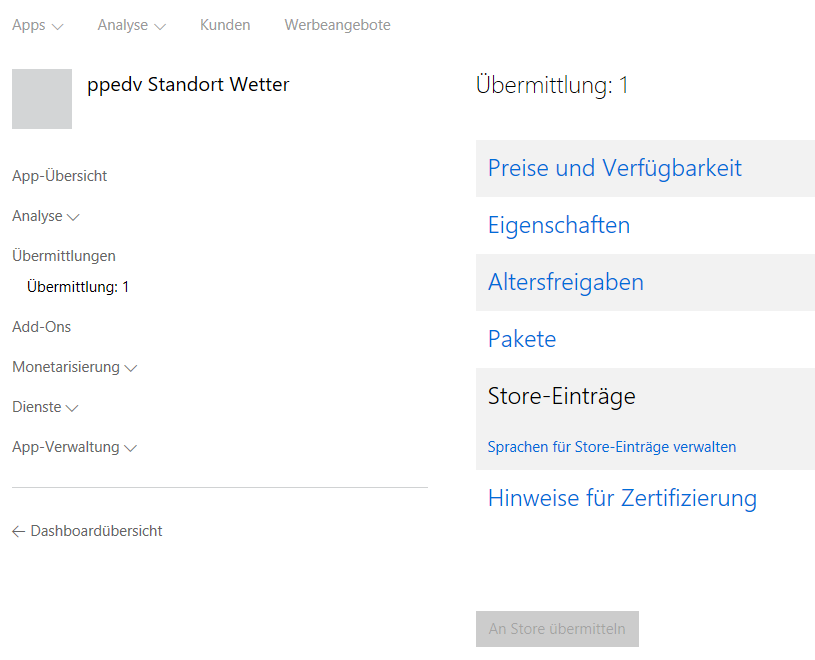 Apps Analyse Kunden Werbeangebote
ppedv Standort Wetter
App-Übersicht
Analyse
Übermittlungen
Übermittlung: 1
Add-Ons
Monetarisierung
Dienste
App-Verwaltung
← Dashboardübersicht
Übermittlung: 1
Preise und Verfügbarkeit
Eigenschaften
Altersfreigaben
Pakete
Store-Einträge
Sprachen für Store-Einträge verwalten
Hinweise für Zertifizierung
An Store übermitteln